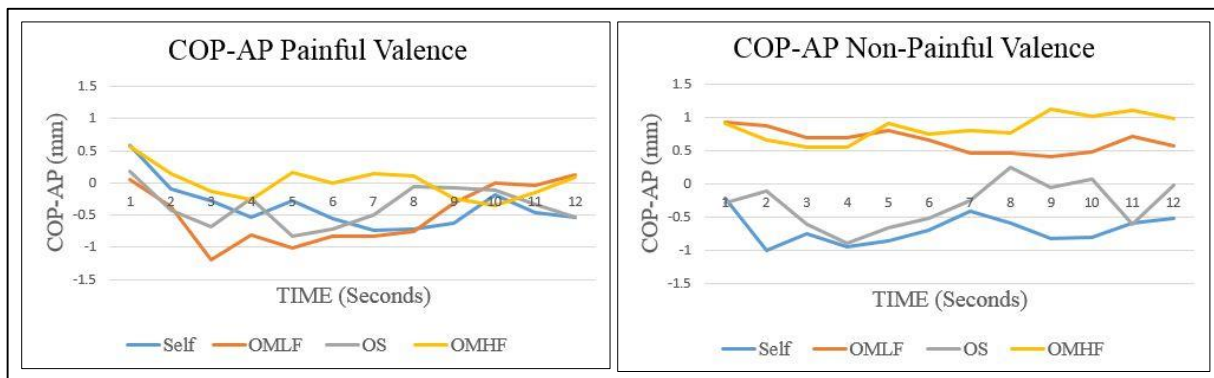 COP-AP Painful Valence
COP-AP (mm)
1.5
1
0.5
0
-0.5
-1
-1.5
1 2 3 4 5 6 7 8 9 10 11 12
TIME (Seconds)
Self OMLF OS OMHF
COP-AP Non-Painful Valence
COP-AP (mm)
1.5
1
0.5
0
-0.5
-1
-1.5
1 2 3 4 5 6 7 8 9 10 11 12
TIME (Seconds)
Self OMLF OS OMHF